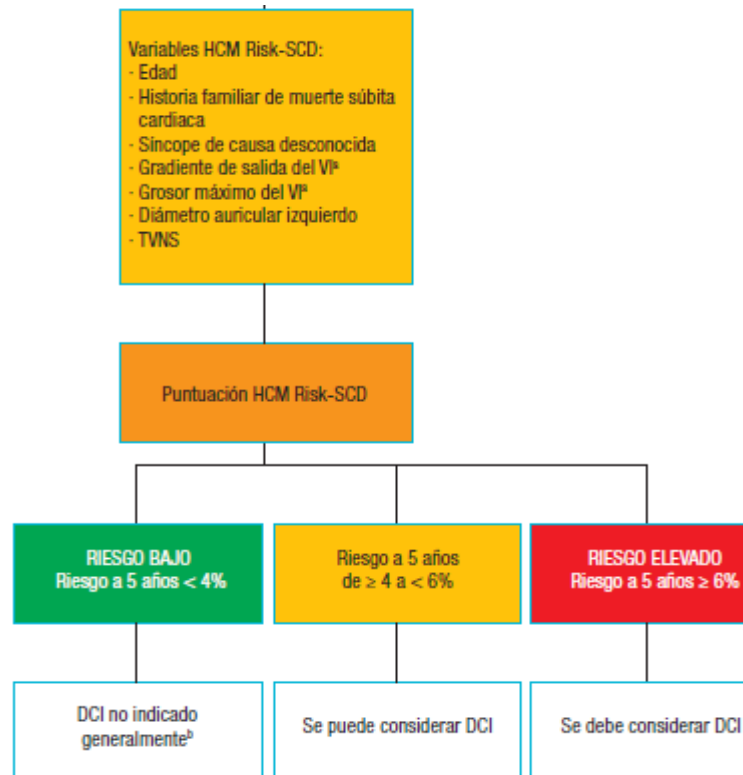 Variables HCM Risk-SCD:
- Edad
- Historia familiar de muerte súbita
cardiaca
- Síncope de causa desconocida
- Gradiente de salida del VIª
- Grosor máximo del VIª
- Diámetro auricular izquierdo
- TVNS
Puntuación HCM Risk-SCD
RIESGO BAJO
Riesgo a 5 años < 4%
Riesgo a 5 años
de ≥ 4 a < 6%
RIESGO ELEVADO
Riesgo a 5 años ≥ 6%
DCI no indicado
generalmenteᵇ
Se puede considerar DCI
Se debe considerar DCI